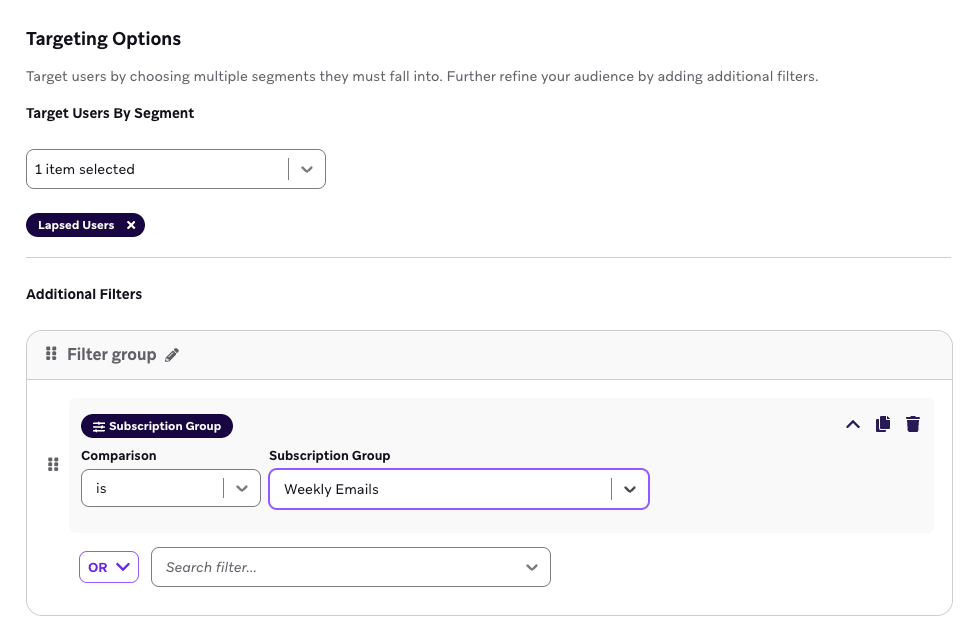 Targeting Options
Target users by choosing multiple segments they must fall into. Further refine your audience by adding additional filters.
Target Users By Segment
1 item selected
Lapsed Users
Additional Filters
Filter group
Subscription Group
Comparison Subscription Group
is Weekly Emails
OR Search filter...